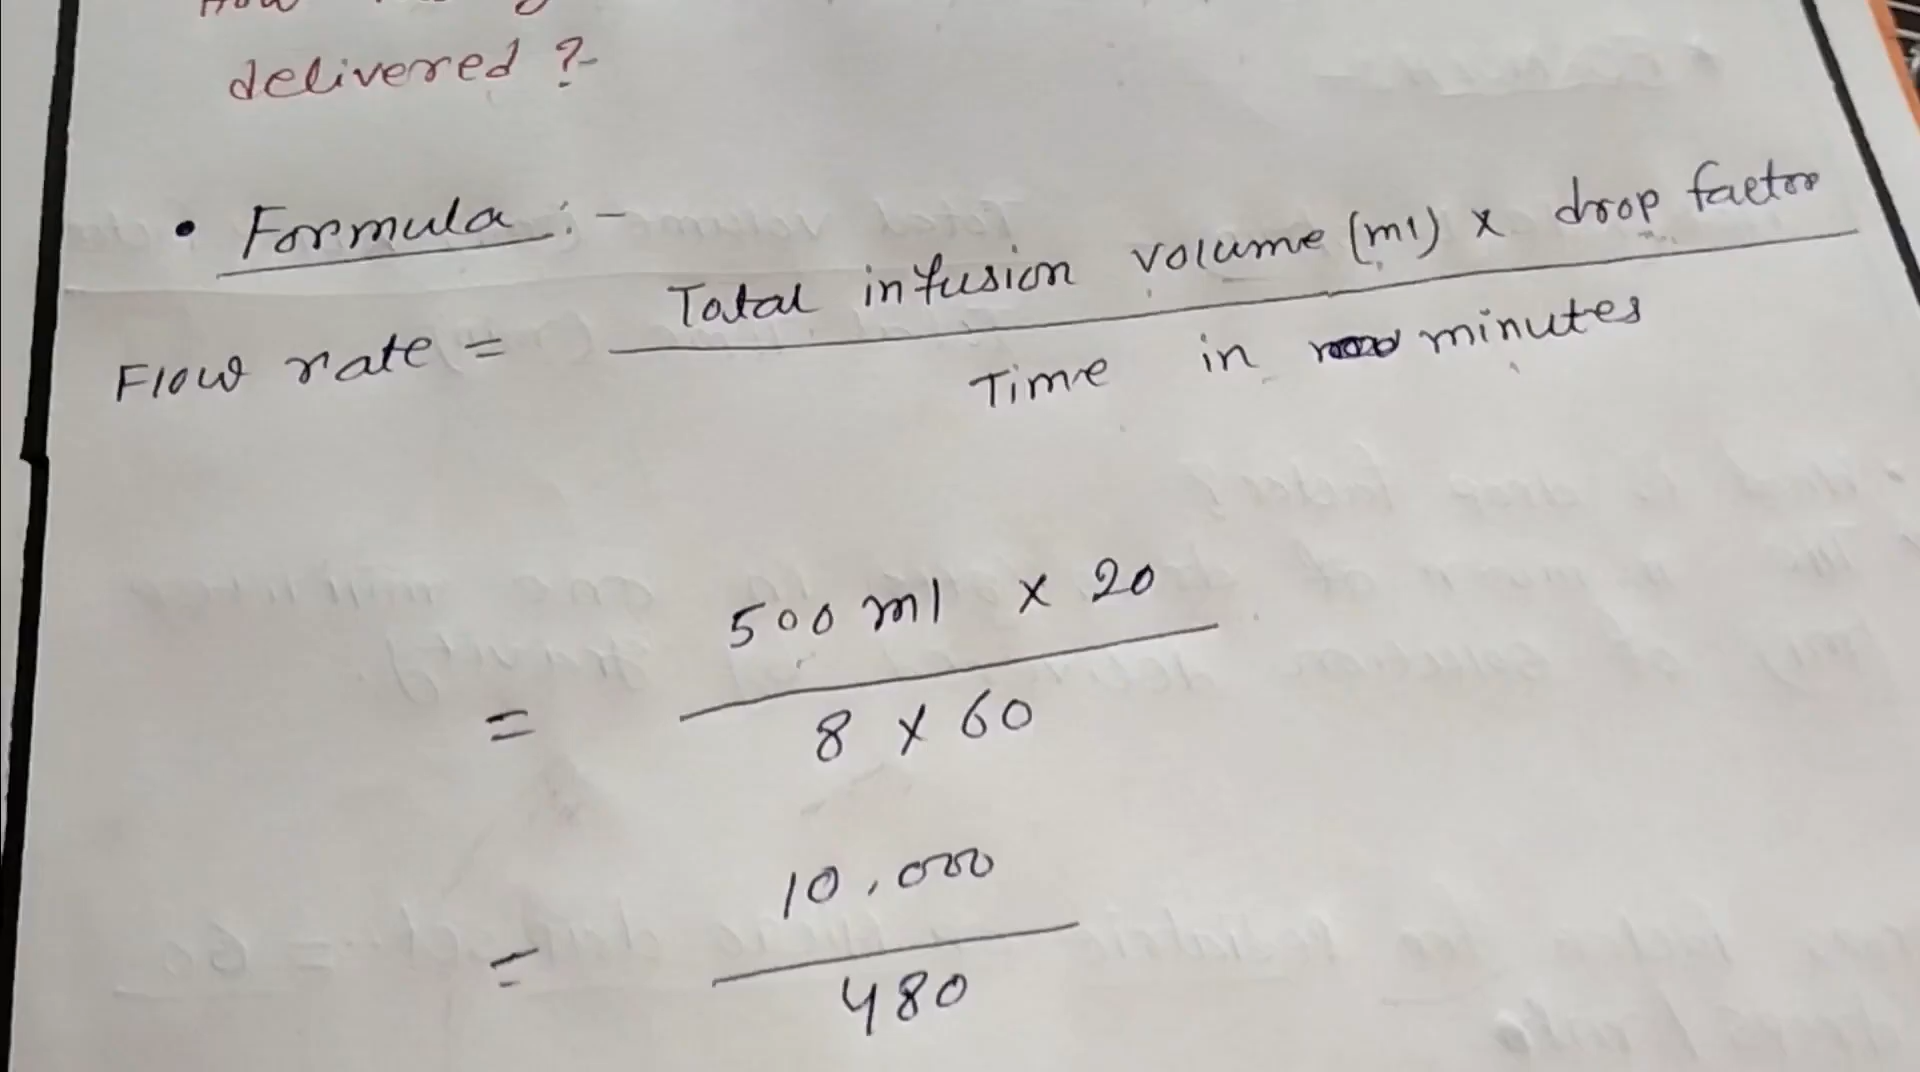 delivered ?
• Formula :-
Flow rate = Total infusion volume (ml) x drop factor
Time in minutes
= 500 ml x 20
8 x 60
= 10,000
480